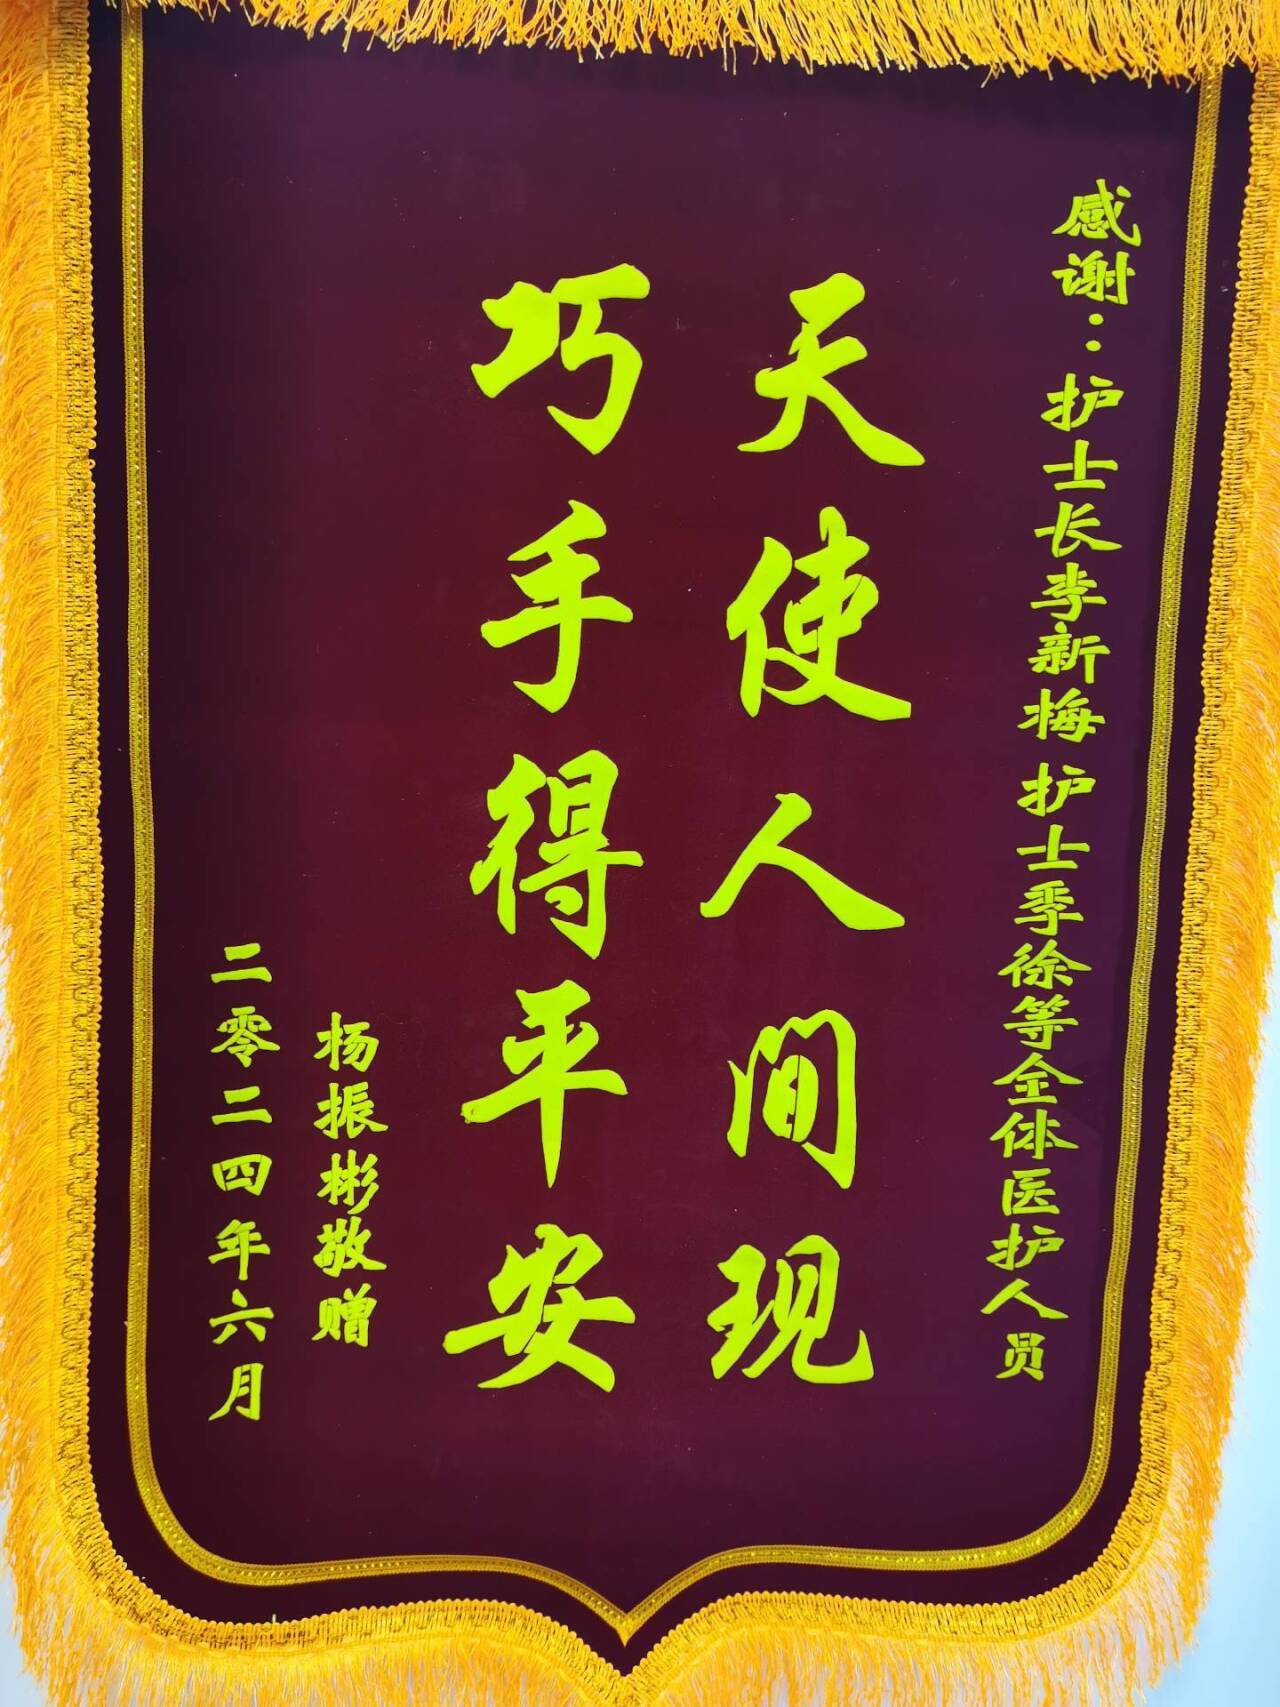 感谢：护士长李新梅 护士季徐等全体医护人员
天使人间现
巧手得平安
杨振彬敬赠
二零二四年六月